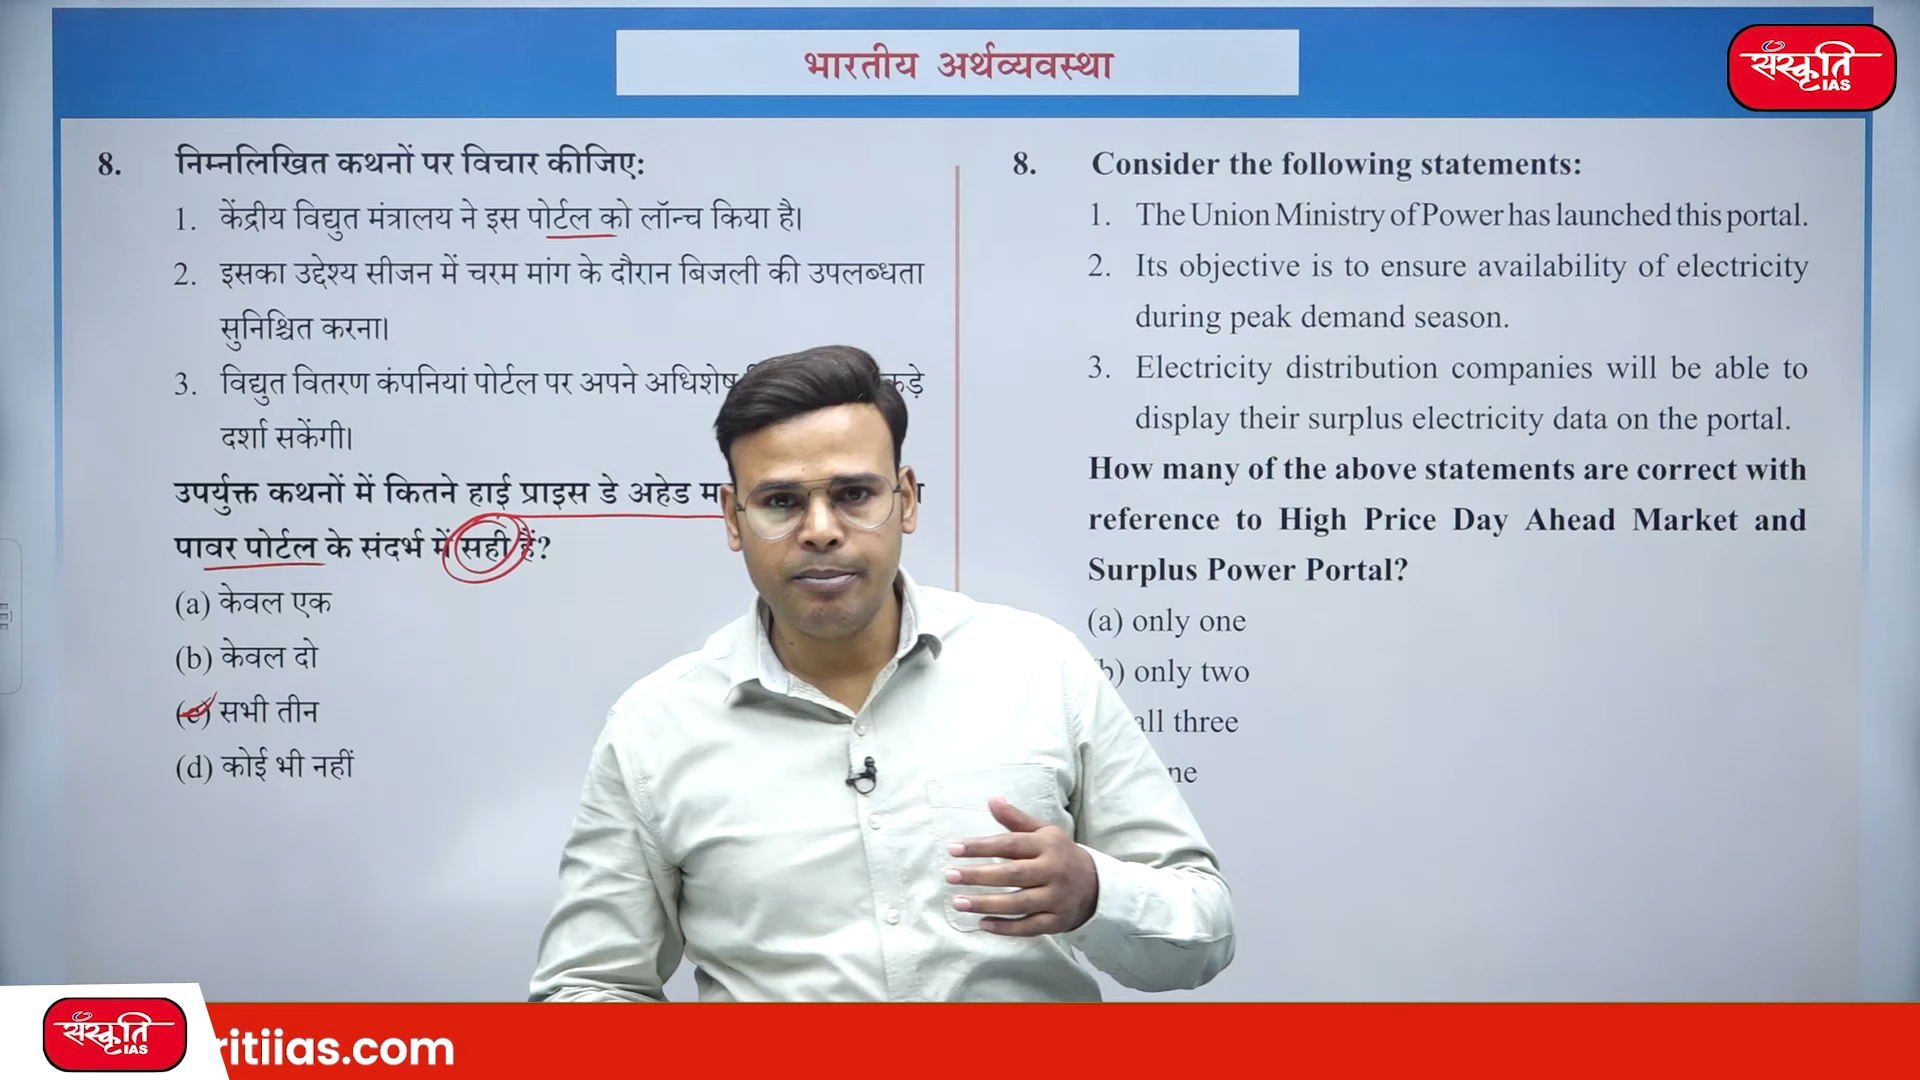 भारतीय अर्थव्यवस्था
संस्कृति
IAS
8. निम्नलिखित कथनों पर विचार कीजिए:
1. केंद्रीय विद्युत मंत्रालय ने इस पोर्टल को लॉन्च किया है।
2. इसका उद्देश्य सीजन में चरम मांग के दौरान बिजली की उपलब्धता
सुनिश्चित करना।
3. विद्युत वितरण कंपनियां पोर्टल पर अपने अधिशेष
दर्शा सकेंगी।
उपर्युक्त कथनों में कितने हाई प्राइस डे अहेड
पावर पोर्टल के संदर्भ में सही हैं?
(a) केवल एक
(b) केवल दो
(c) सभी तीन
(d) कोई भी नहीं
8. Consider the following statements:
1. The Union Ministry of Power has launched this portal.
2. Its objective is to ensure availability of electricity
during peak demand season.
3. Electricity distribution companies will be able to
display their surplus electricity data on the portal.
How many of the above statements are correct with
reference to High Price Day Ahead Market and
Surplus Power Portal?
(a) only one
b) only two
all three
संस्कृति
IAS
ritiias.com